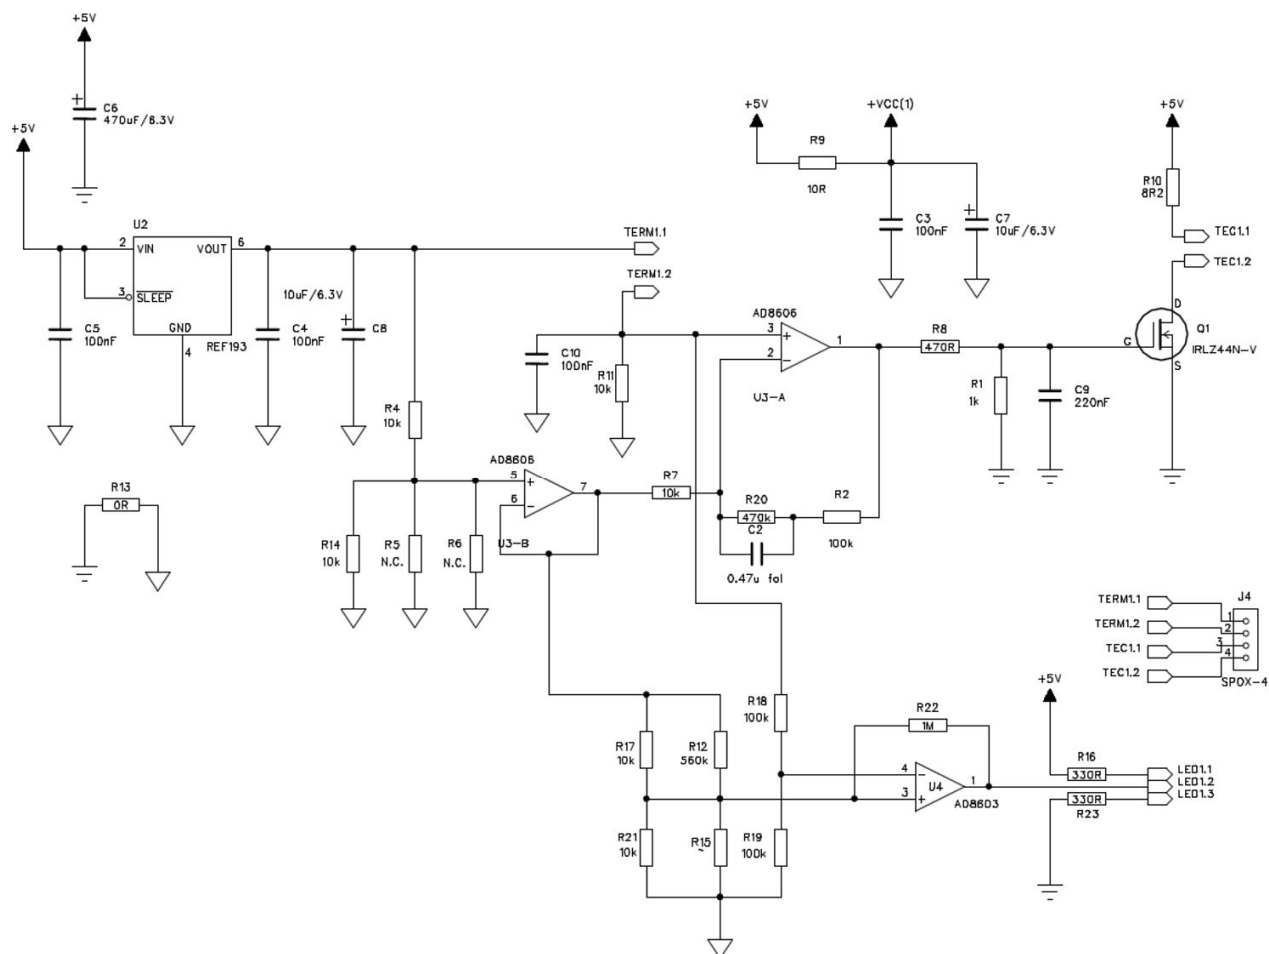 +5V
C6
470uF/6.3V
+5V
+5V
+VCC(1)
+5V
R9
10R
R10
8R2
C3
100nF
C7
10uF/6.3V
U2
2
VIN
VOUT
6
3
SLEEP
GND
4
REF193
TERM1.1
TERM1.2
TEC1.1
TEC1.2
C5
100nF
10uF/6.3V
C4
100nF
C8
C10
100nF
R11
10k
AD8606
3
2
1
U3-A
R8
470R
R1
1k
C9
220nF
D
G
S
Q1
IRLZ44N-V
R4
10k
AD8606
5
6
7
U3-B
R7
10k
R20
470k
R2
100k
C2
0.47u fol
R13
0R
R14
10k
R5
N.C.
R6
N.C.
TERM1.1
TERM1.2
TEC1.1
TEC1.2
J4
1
2
3
4
SPOX-4
+5V
R18
100k
R22
1M
R17
10k
R12
560k
4
3
1
U4
AD8603
R16
330R
330R
R23
LED1.1
LED1.2
LED1.3
R21
10k
R15
~
R19
100k